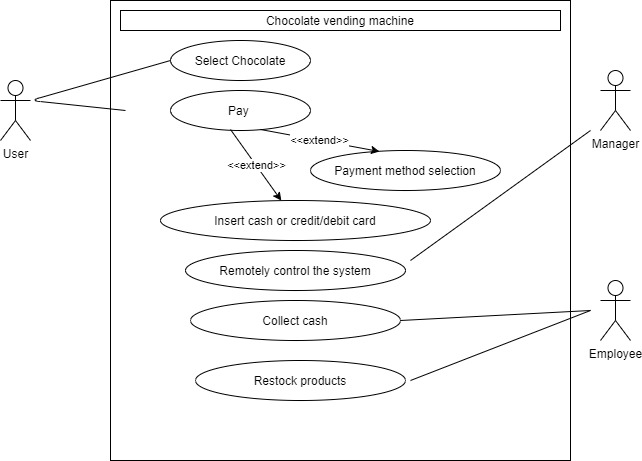 Chocolate vending machine
Select Chocolate
Pay
<<extend>>
<<extend>>
User
Manager
Payment method selection
Insert cash or credit/debit card
Remotely control the system
Collect cash
Employee
Restock products